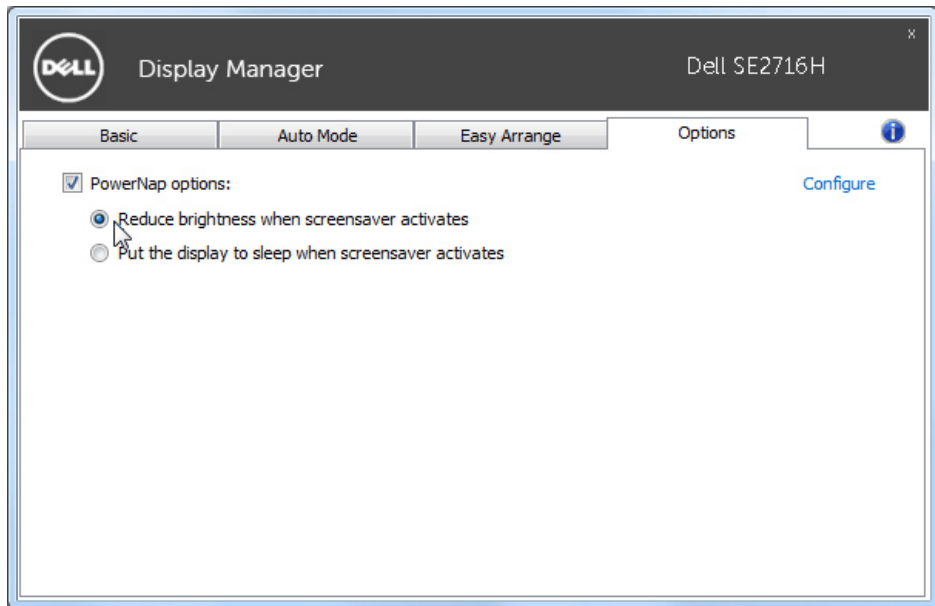 DELL
Display Manager
Dell SE2716H
x
Basic
Auto Mode
Easy Arrange
Options
i
PowerNap options:
Configure
Reduce brightness when screensaver activates
Put the display to sleep when screensaver activates